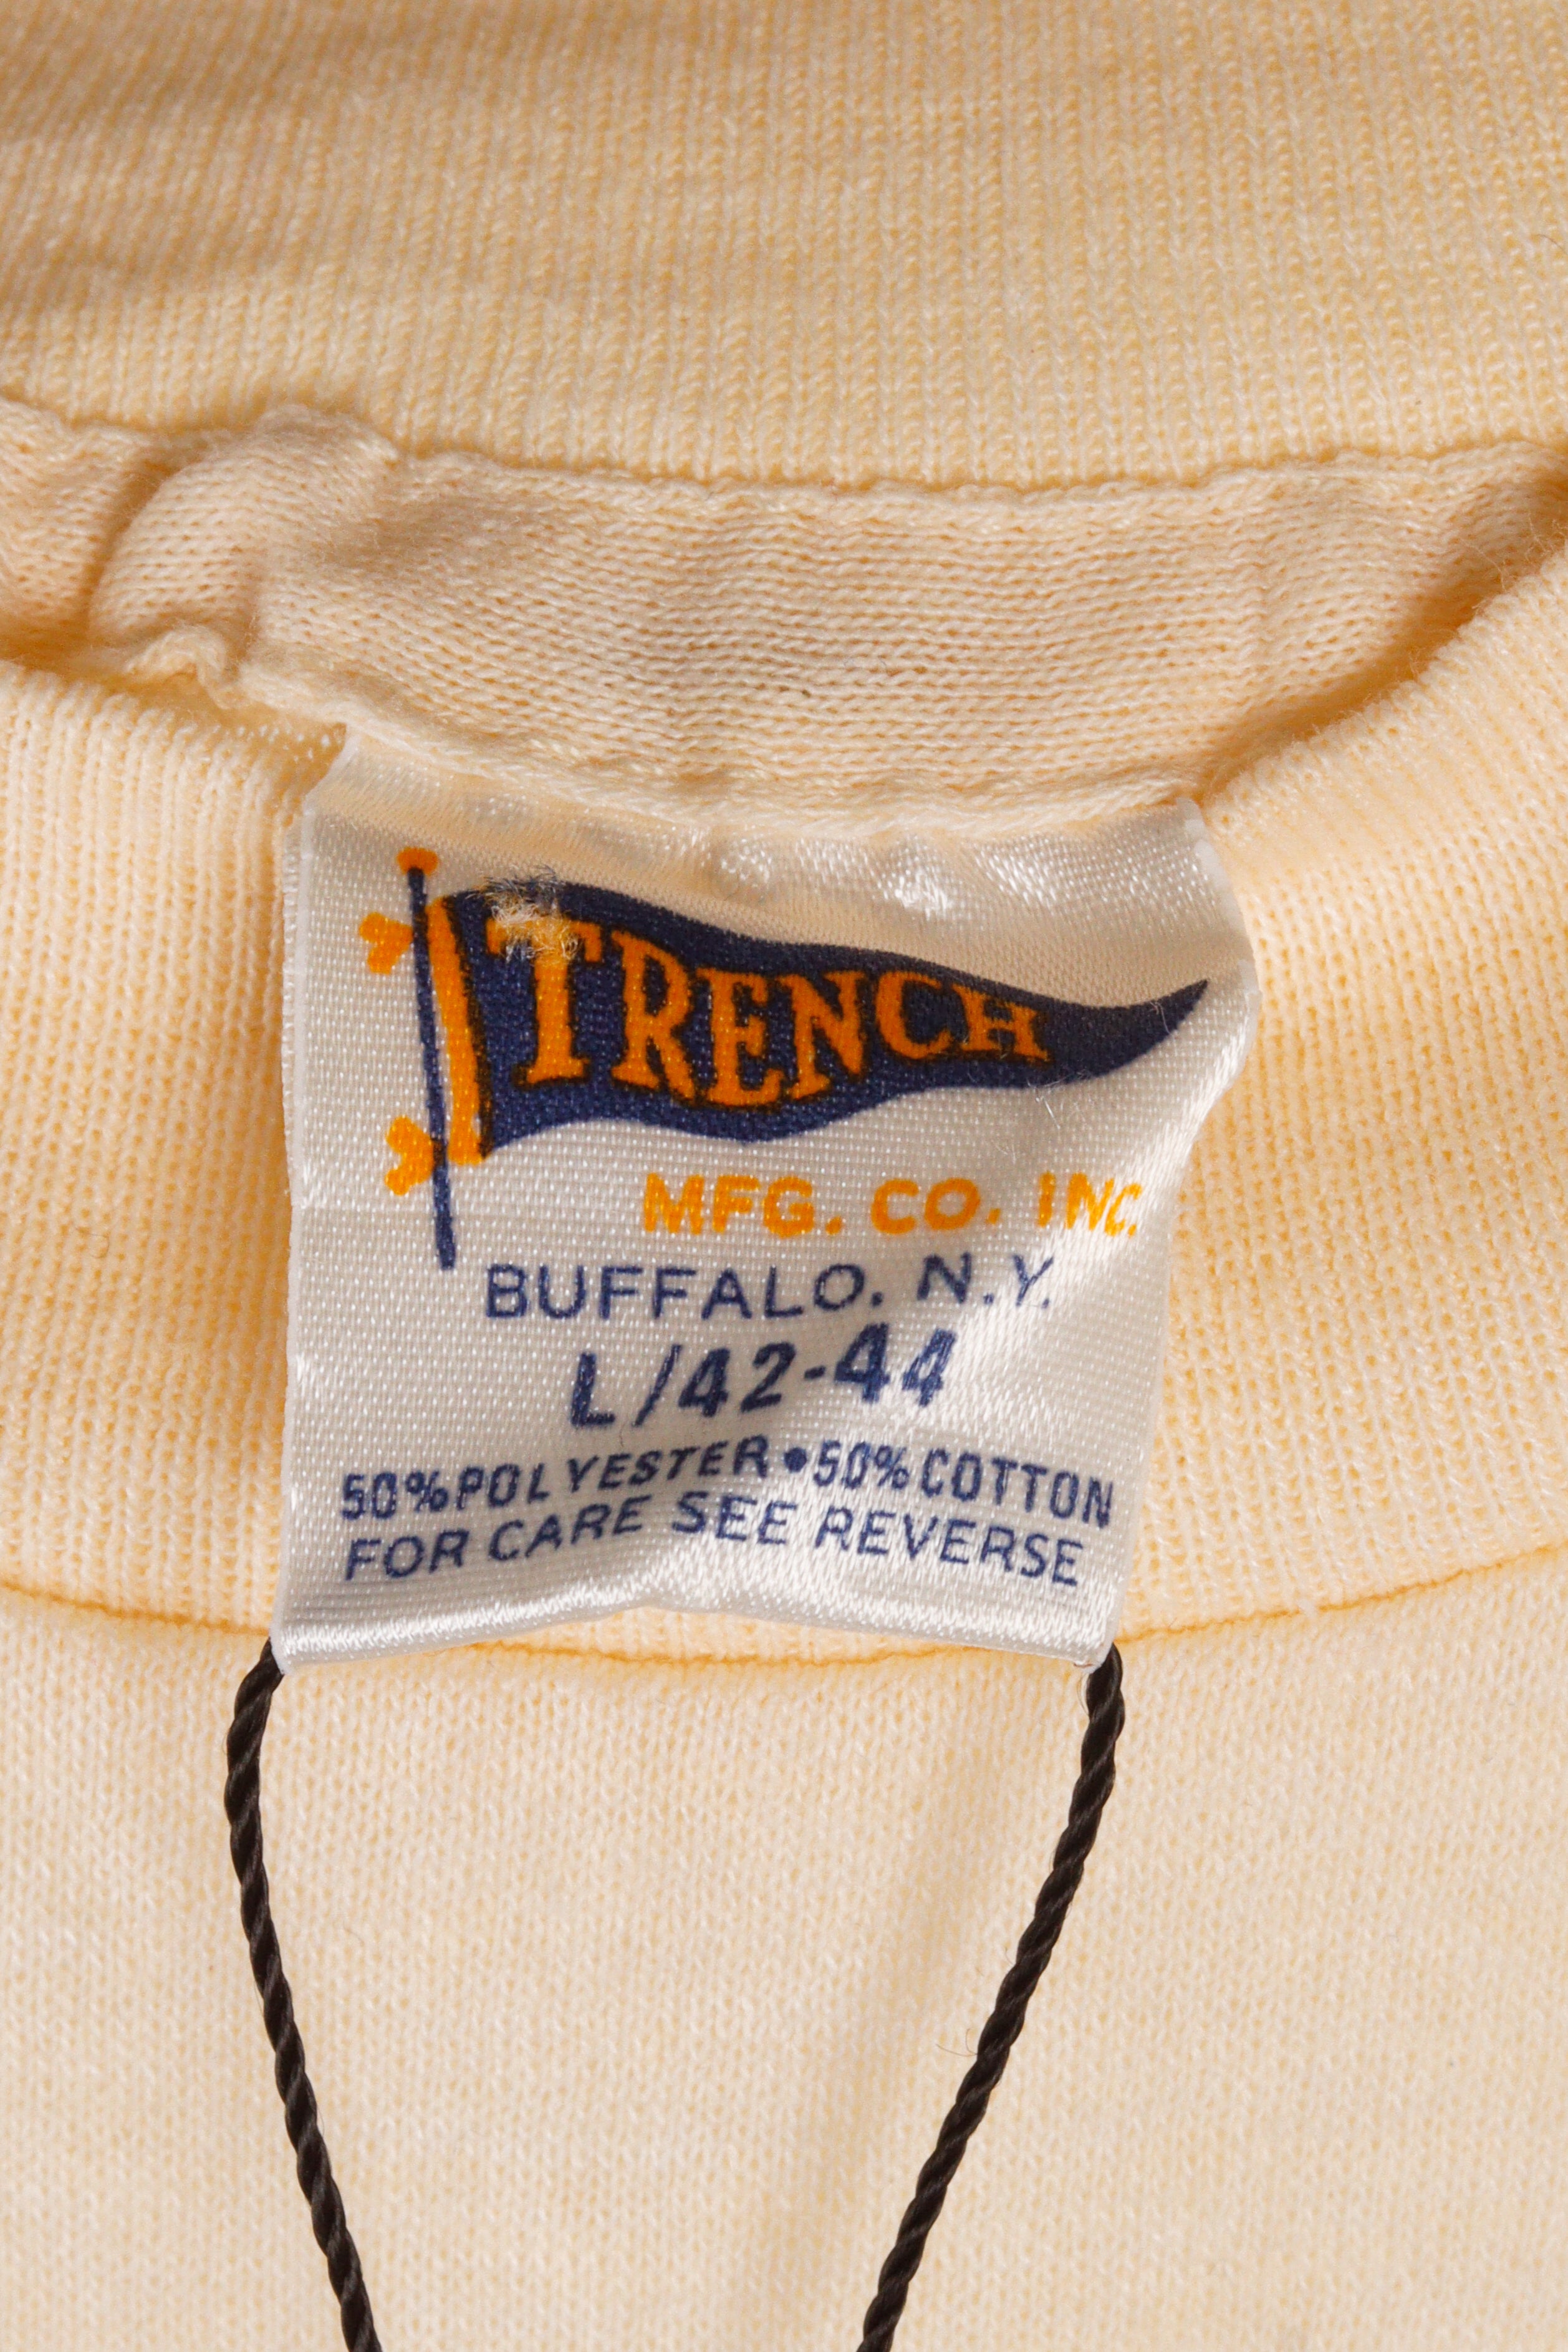 TRENCH
MFG. CO. INC.
BUFFALO. N.Y.
L/42-44
50% POLYESTER • 50% COTTON
FOR CARE SEE REVERSE